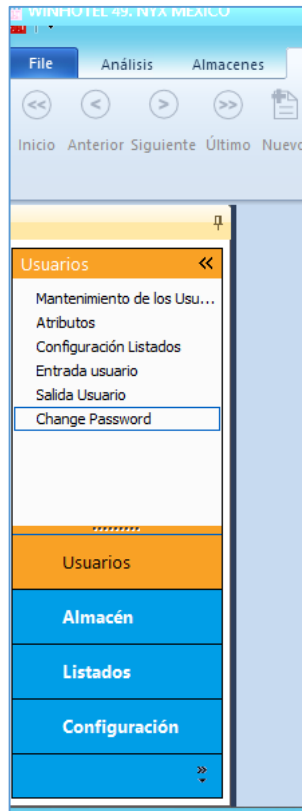 WINHOTEL 49. NYX MEXICO
File Análisis Almacenes
Inicio Anterior Siguiente Último Nuevo
Usuarios
Mantenimiento de los Usu...
Atributos
Configuración Listados
Entrada usuario
Salida Usuario
Change Password
Usuarios
Almacén
Listados
Configuración